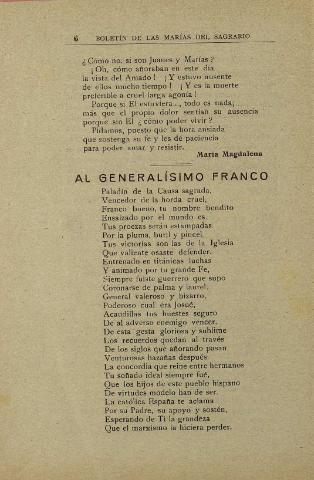 6 BOLETÍN DE LAS MARÍAS DEL SAGRARIO
¿Cómo no, si son Juanes y Marías?
¡Oh, cómo añoraban en este día
la vista del Amado! ¡Y estuvo ausente
de ellos mucho tiempo! ¡Y es la muerte
preferible a cruel larga agonía!
Porque si El estuviera..., todo es nada;
más que el propio dolor sentían su ausencia
porque sin El ¿cómo poder vivir?
Pidamos, puesto que la hora ansiada
que sostenga su fe y les dé paciencia
para poder amar y resistir.
María Magdalena
AL GENERALÍSIMO FRANCO
Paladín de la Causa sagrada,
Vencedor de la horda cruel,
Franco bueno, tu nombre bendito
Ensalzado por el mundo es.
Tus proezas serán estampadas
Por la pluma, buril y pincel,
Tus victorias son las de la Iglesia
Que valiente osaste defender.
Entrenado en titánicas luchas
Y animado por tu grande Fe,
Siempre fuiste guerrero que supo
Coronarse de palma y laurel.
General valeroso y bizarro,
Poderoso cual era Josué,
Acaudillas tus huestes seguro
De al adverso enemigo vencer.
De esta gesta gloriosa y sublime
Los recuerdos quedan al través
De los siglos que añorando pasan
Venturosas hazañas después.
La concordia que reine entre hermanos
Tu soñado ideal siempre fué,
Que los hijos de este pueblo hispano
De virtudes modelo han de ser.
La católica España te aclama
Por su Padre, su apoyo y sostén,
Esperando de Ti la grandeza
Que el marxismo la hiciera perder.